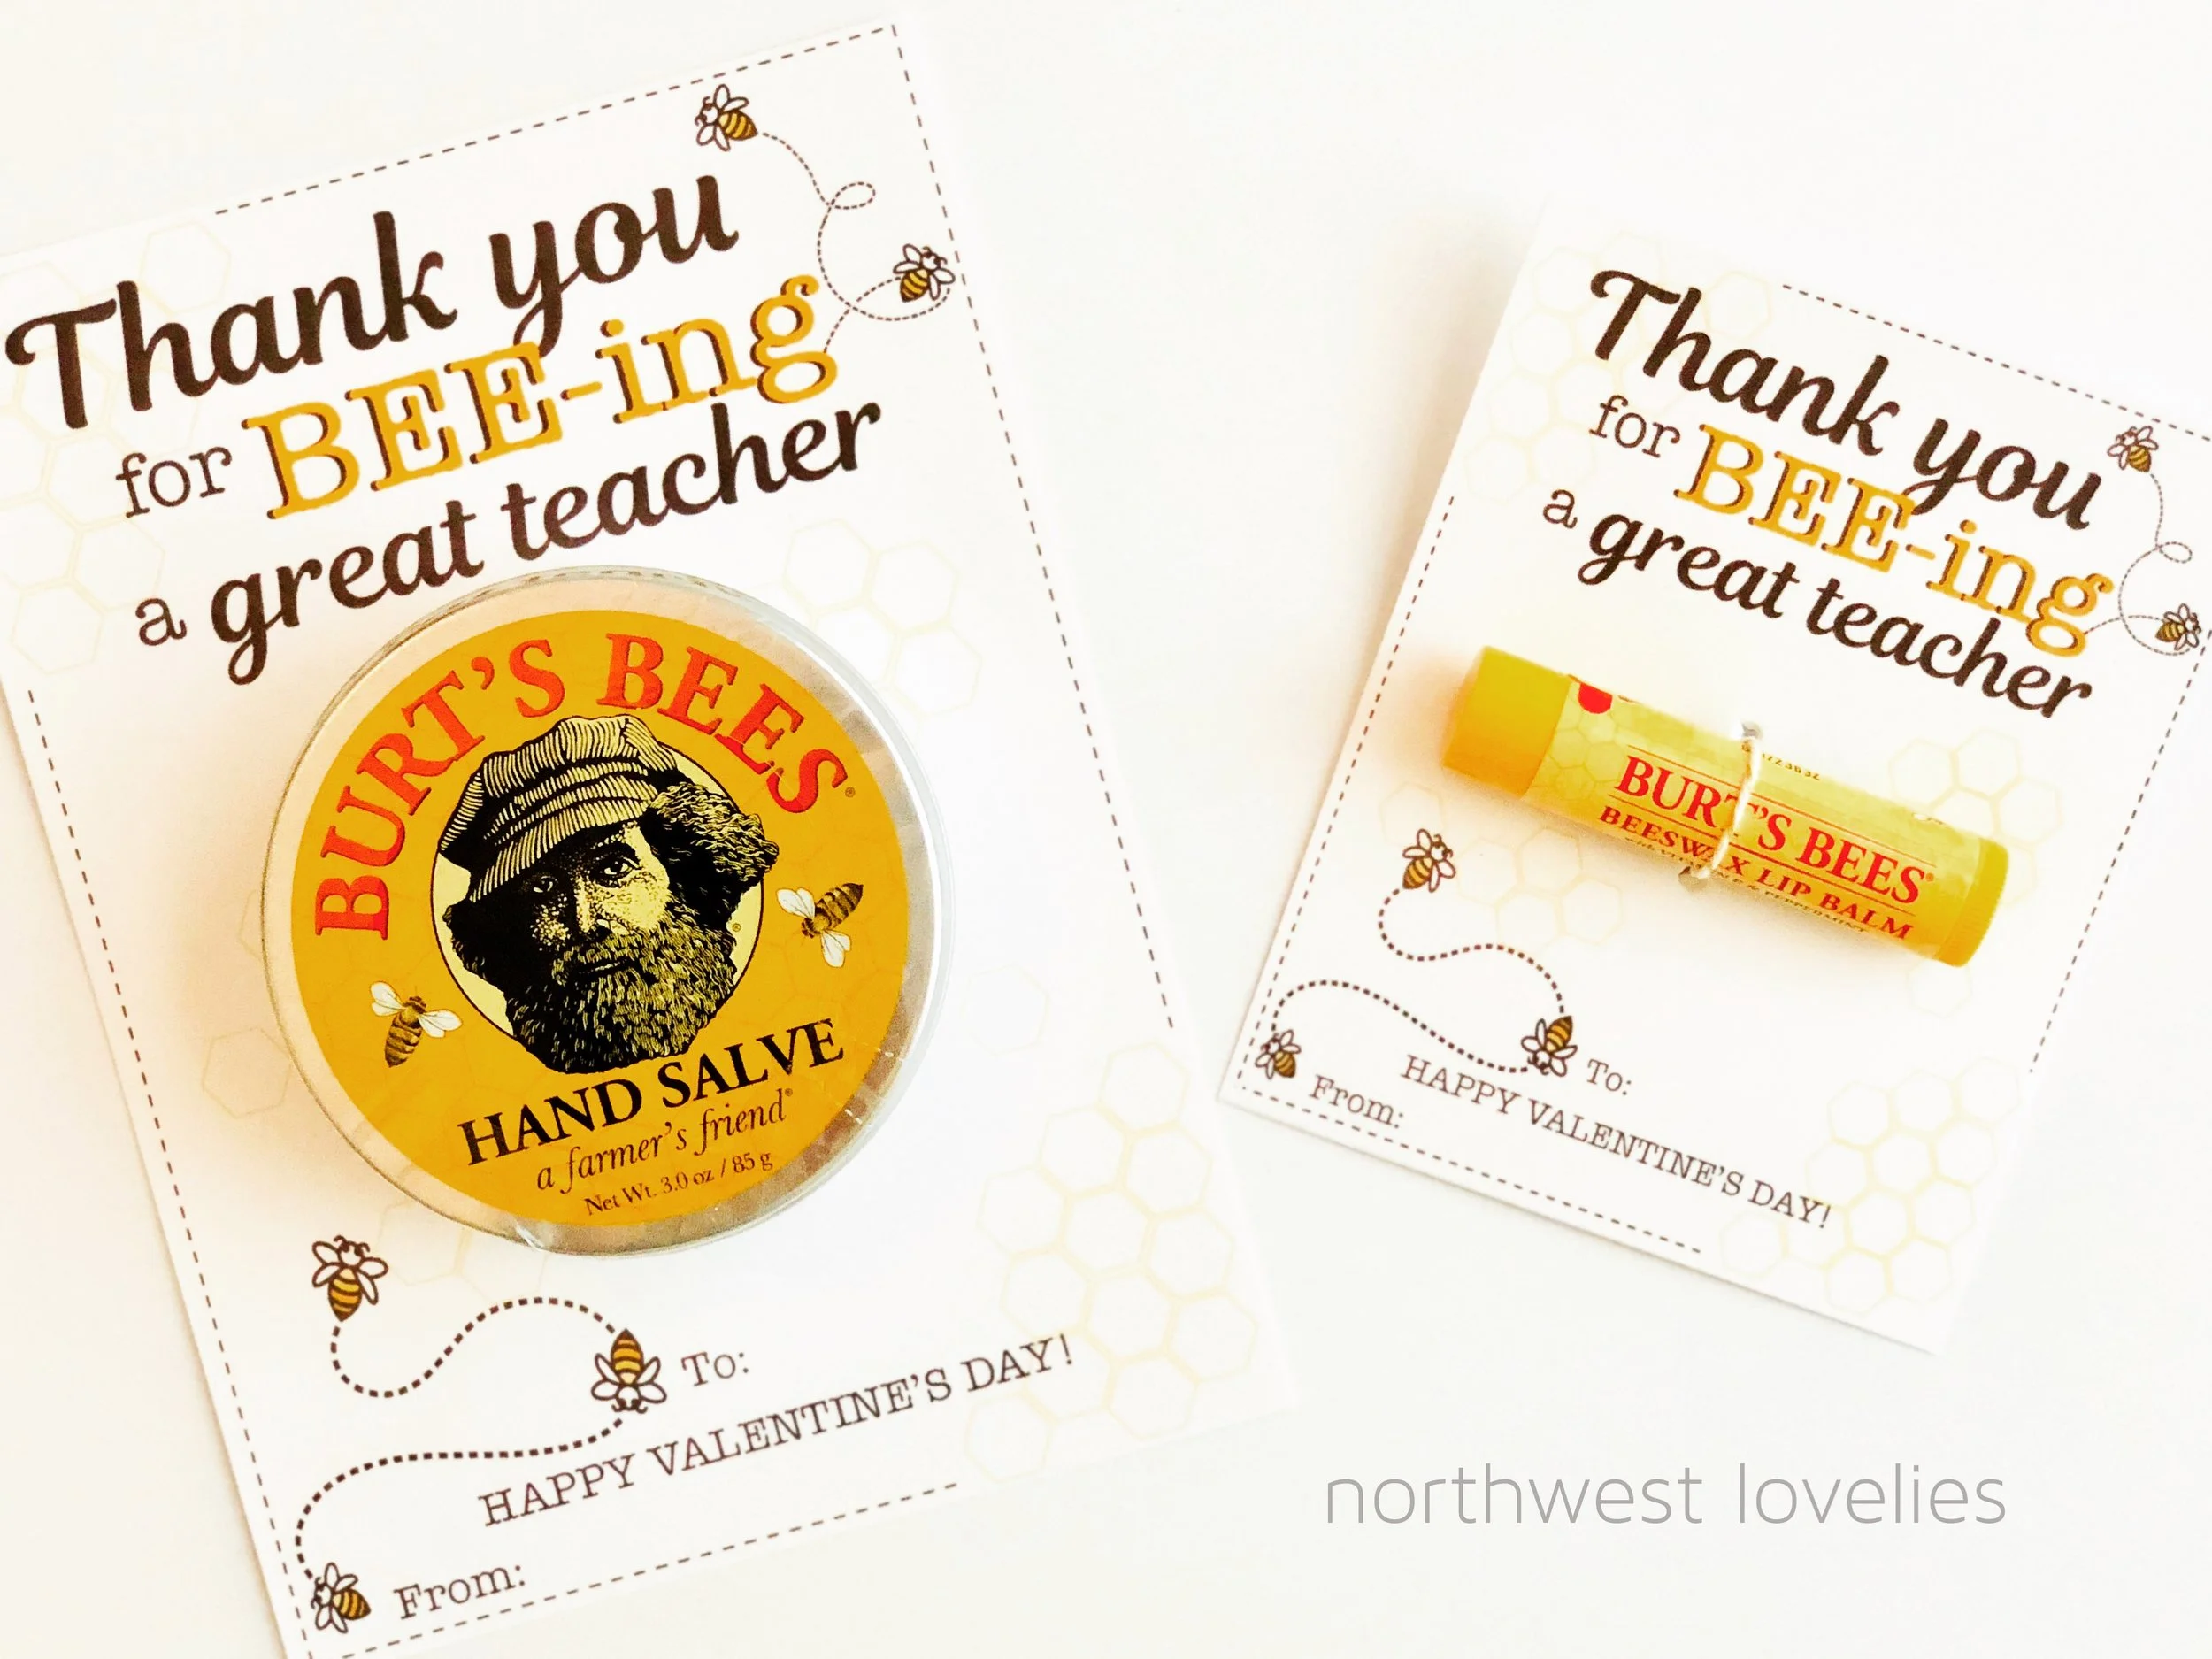 Thank you
for BEE-ing
a great teacher
BURT'S BEES®
HAND SALVE
a farmer's friend®
Net Wt. 3.0 oz / 85 g
To:
HAPPY VALENTINE'S DAY!
From:
Thank you
for BEE-ing
a great teacher
BURT'S BEES®
BEESWAX LIP BALM
To:
HAPPY VALENTINE'S DAY!
From:
northwest lovelies